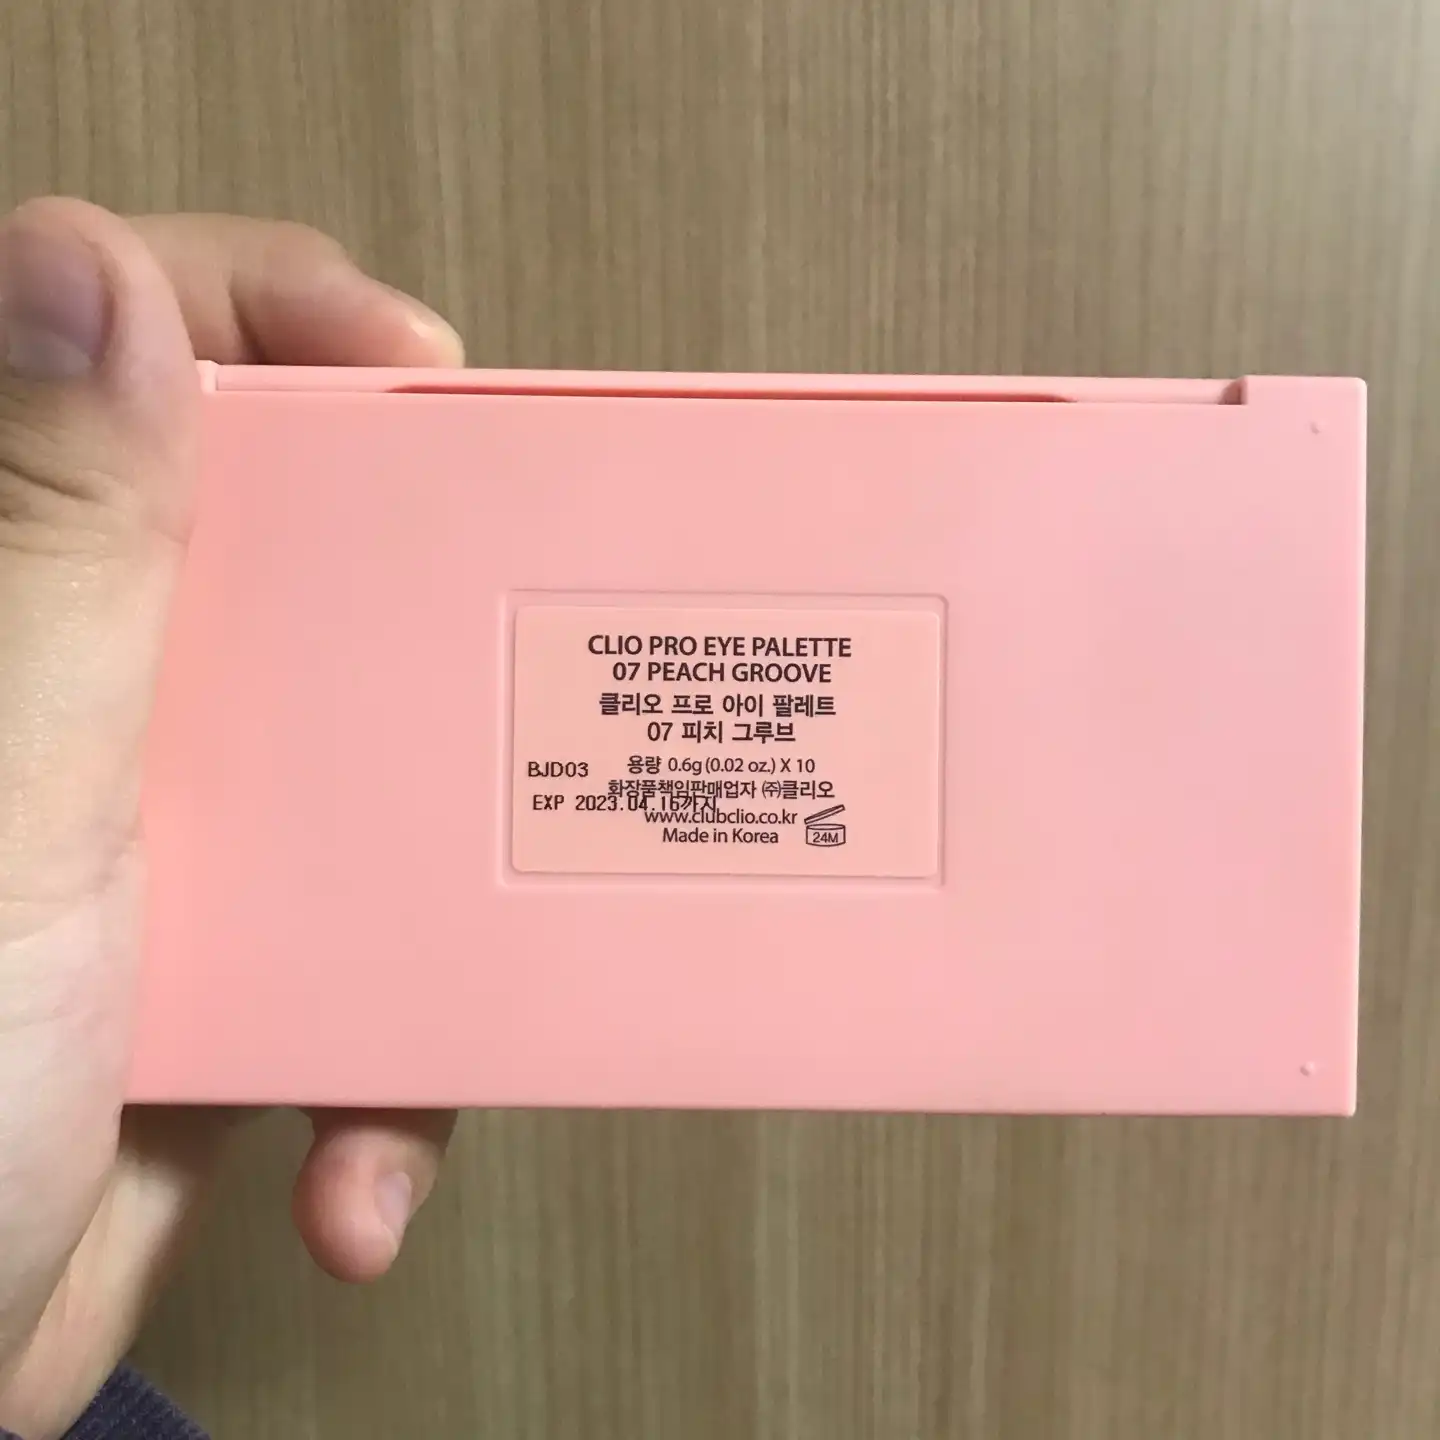 CLIO PRO EYE PALETTE
07 PEACH GROOVE
클리오 프로 아이 팔레트
07 피치 그루브
BJD03
용량 0.6g (0.02 oz.) X 10
화장품책임판매업자 ㈜클리오
EXP 2023.04.16까지
www.clubclio.co.kr
Made in Korea
24M